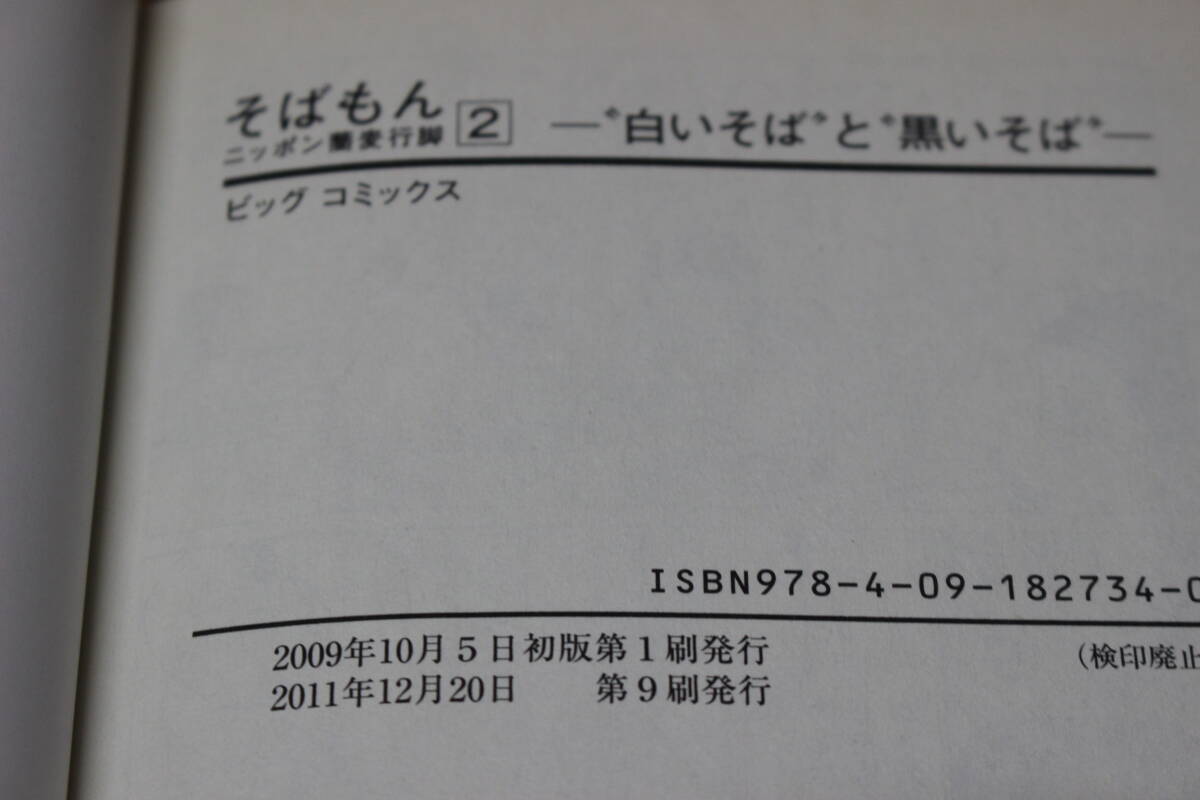 そばもん 2 —〝白いそば〟と〝黒いそば〟—
ニッポン蕎麦行脚
ビッグ コミックス
ISBN978-4-09-182734-0
2009年10月5日初版第1刷発行
(検印廃止
2011年12月20日 第9刷発行